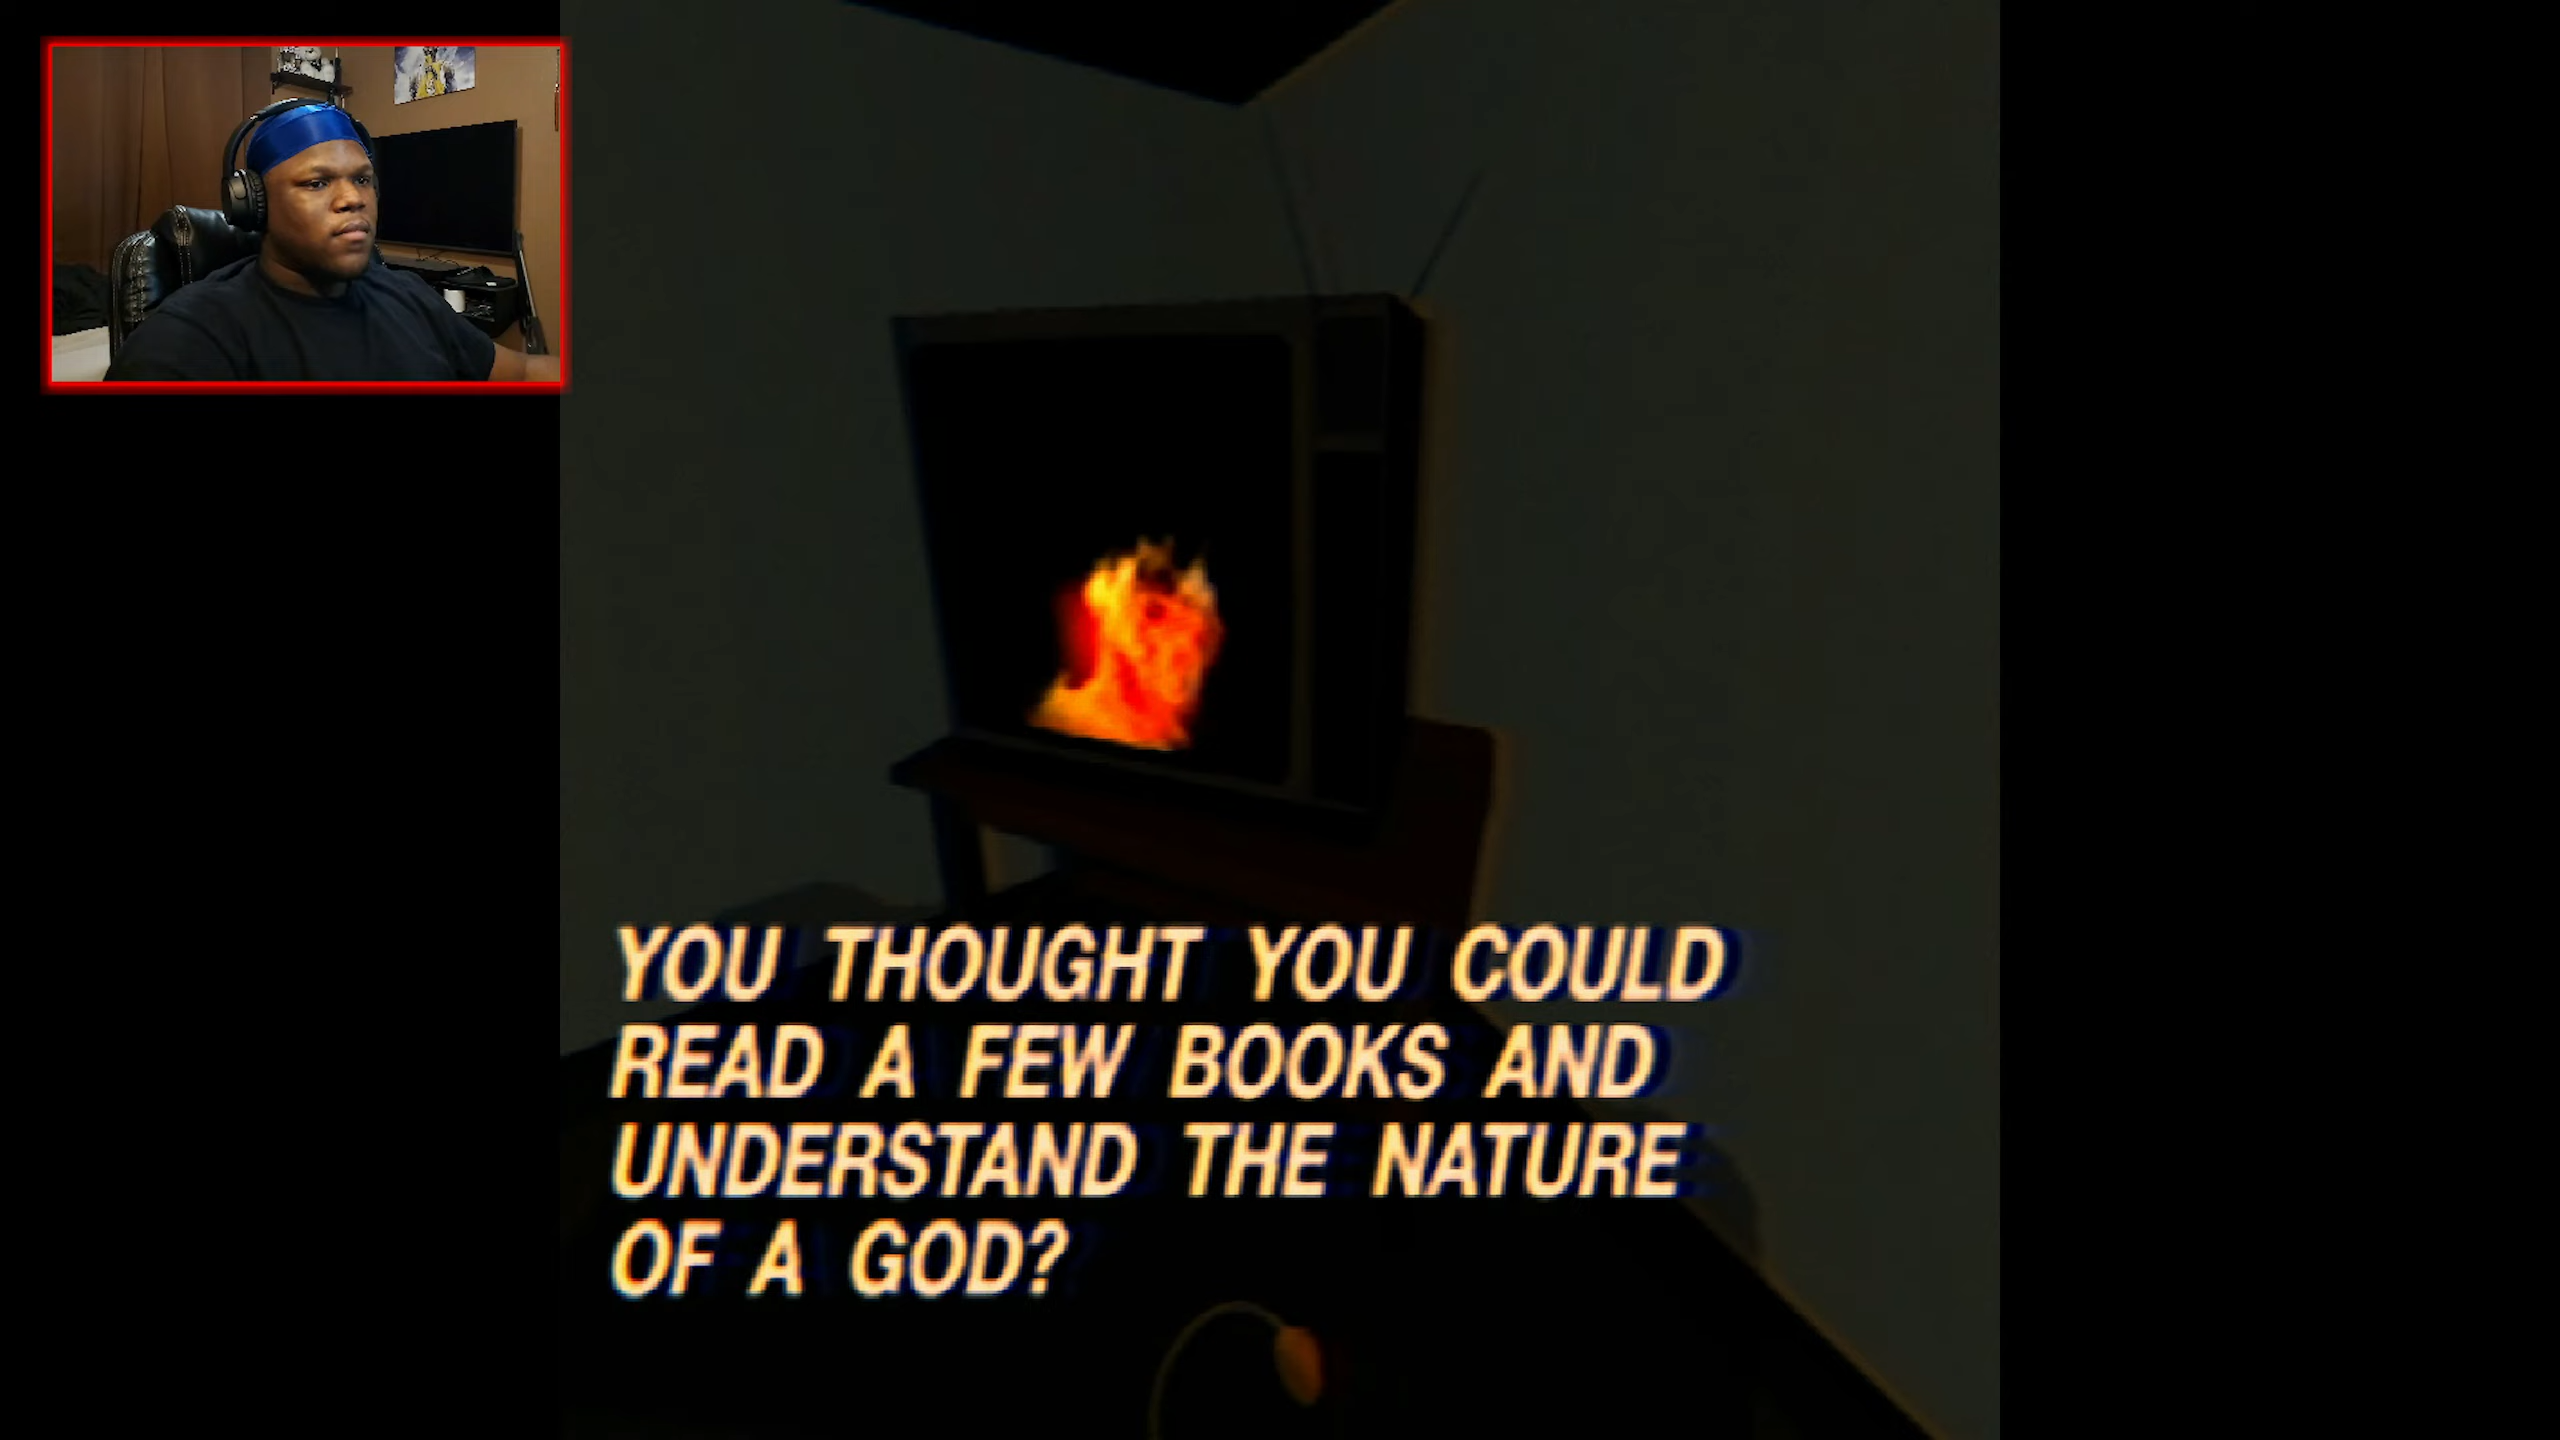 YOU THOUGHT YOU COULD
READ A FEW BOOKS AND
UNDERSTAND THE NATURE
OF A GOD?